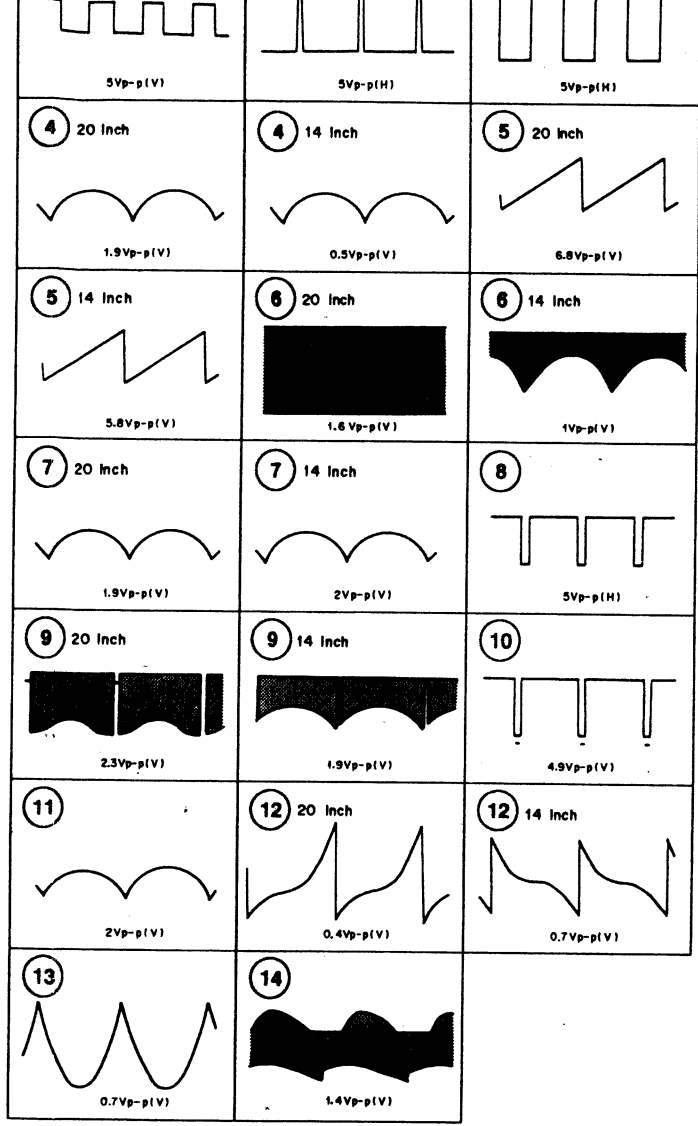 5Vp-p(V)
5Vp-p(H)
5Vp-p(H)
4 20 Inch
1.9Vp-p(V)
4 14 Inch
0.5Vp-p(V)
5 20 Inch
6.8Vp-p(V)
5 14 Inch
5.8Vp-p(V)
6 20 Inch
1.6Vp-p(V)
6 14 Inch
1Vp-p(V)
7 20 Inch
1.9Vp-p(V)
7 14 Inch
2Vp-p(V)
8
5Vp-p(H)
9 20 Inch
2.3Vp-p(V)
9 14 Inch
1.9Vp-p(V)
10
4.9Vp-p(V)
11
2Vp-p(V)
12 20 Inch
0.4Vp-p(V)
12 14 Inch
0.7Vp-p(V)
13
0.7Vp-p(V)
14
1.4Vp-p(V)